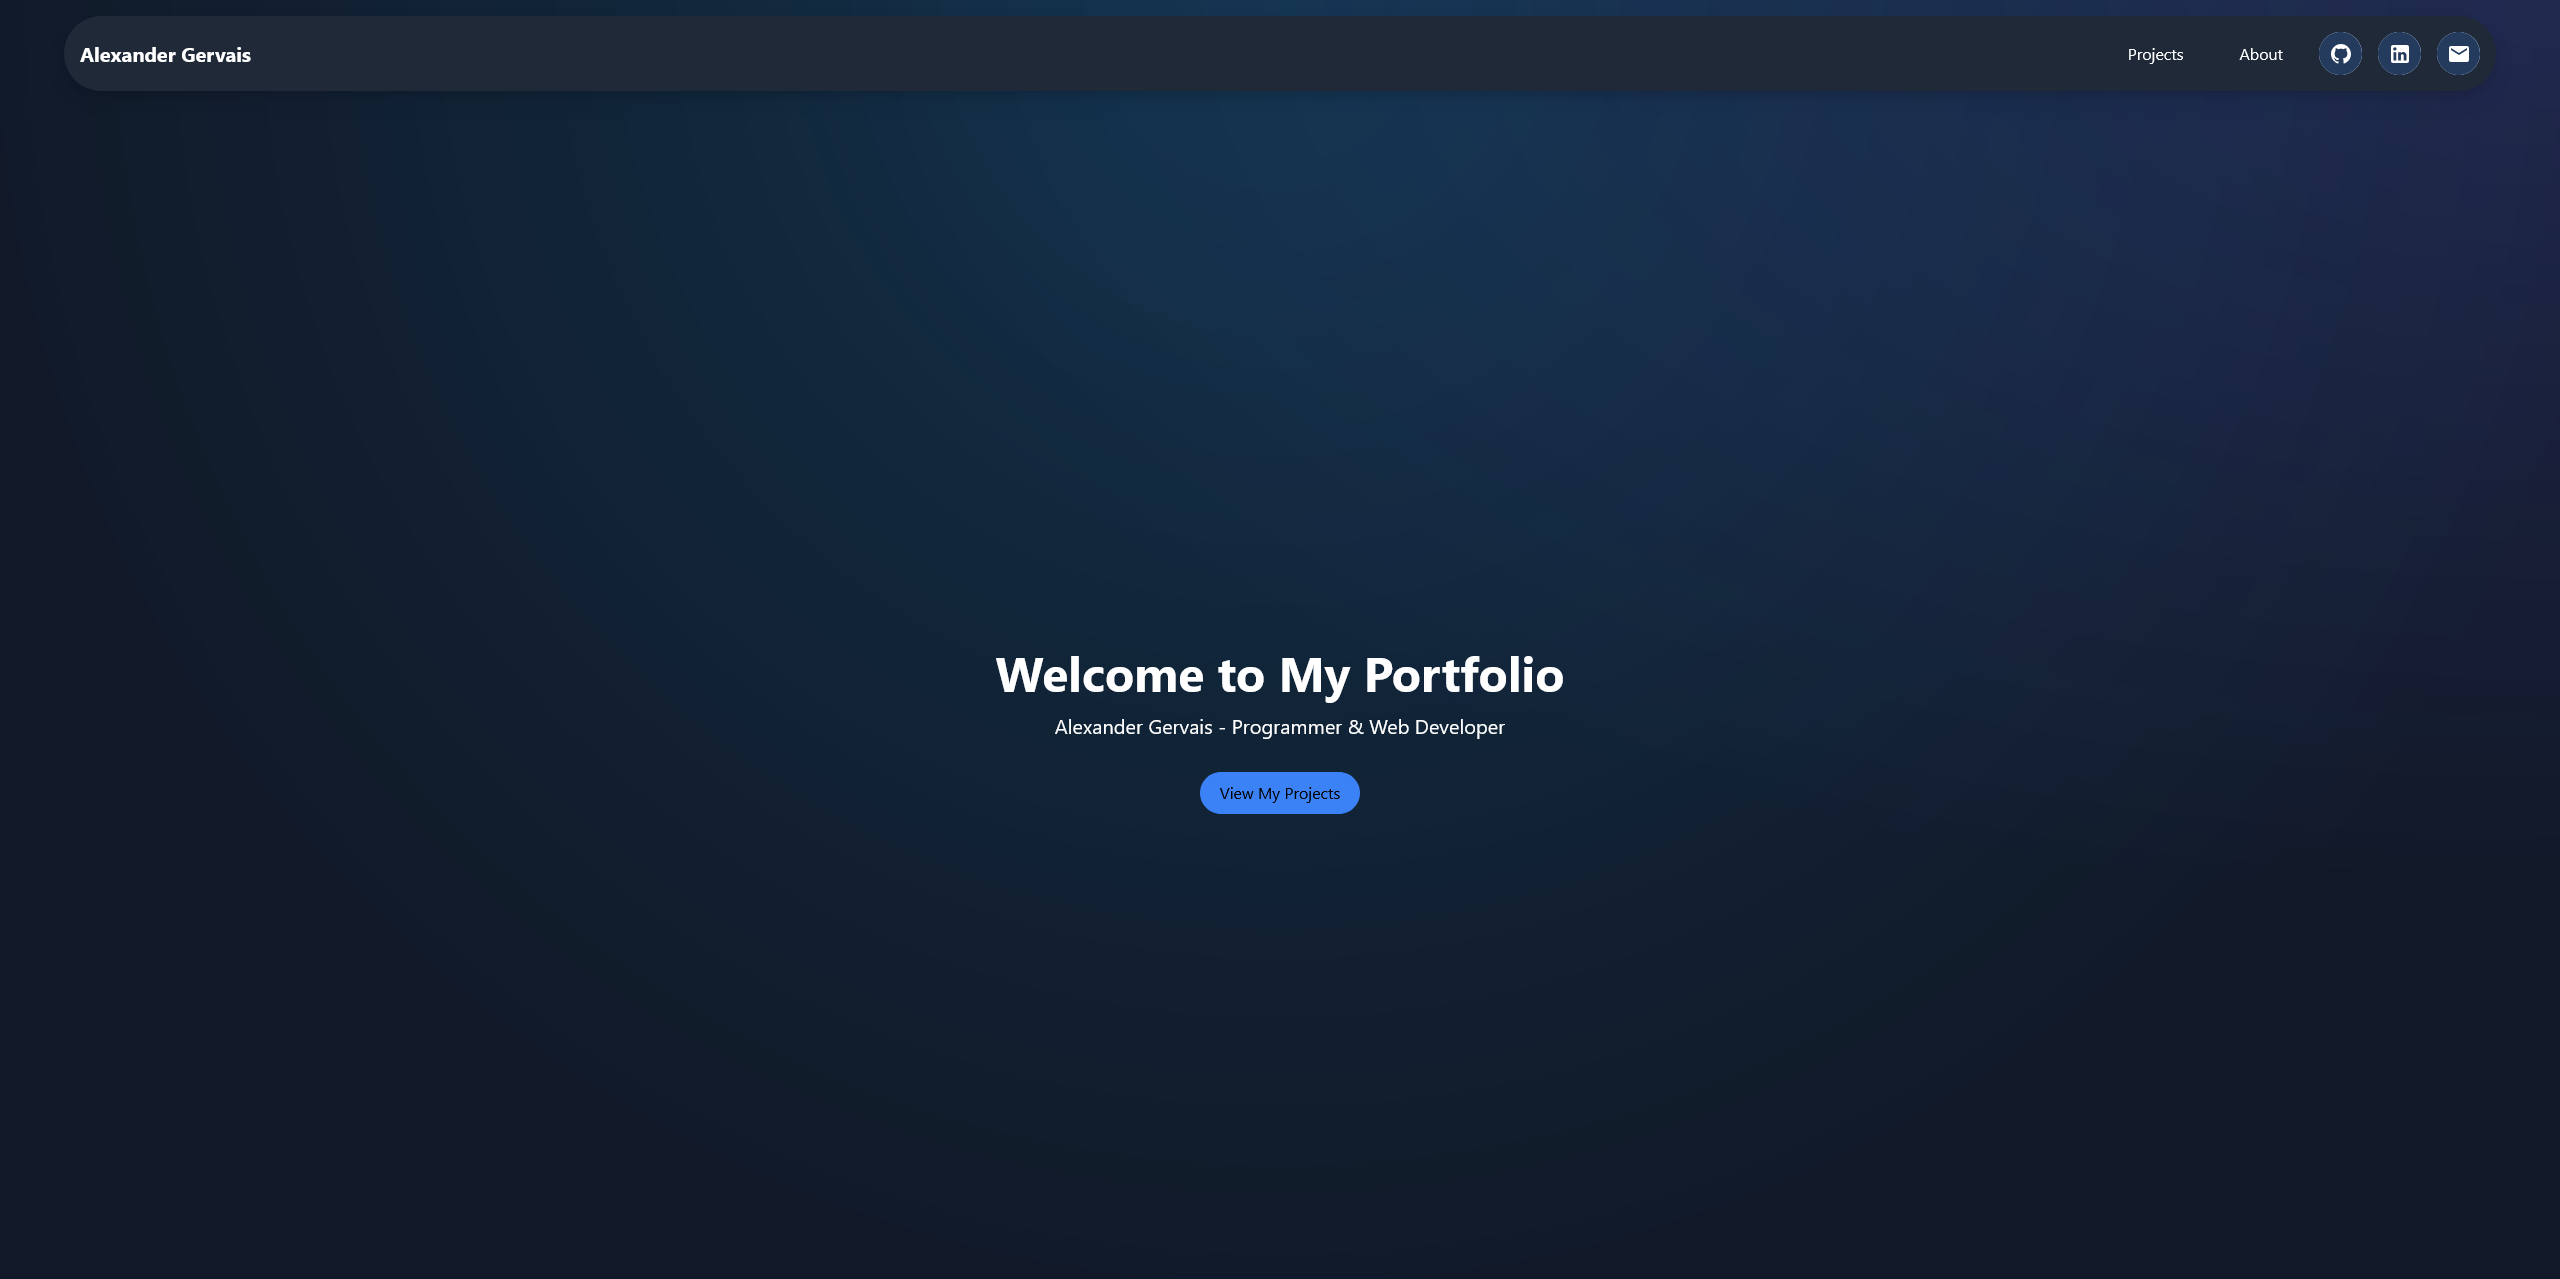 Alexander Gervais
Projects
About
Welcome to My Portfolio
Alexander Gervais - Programmer & Web Developer
View My Projects